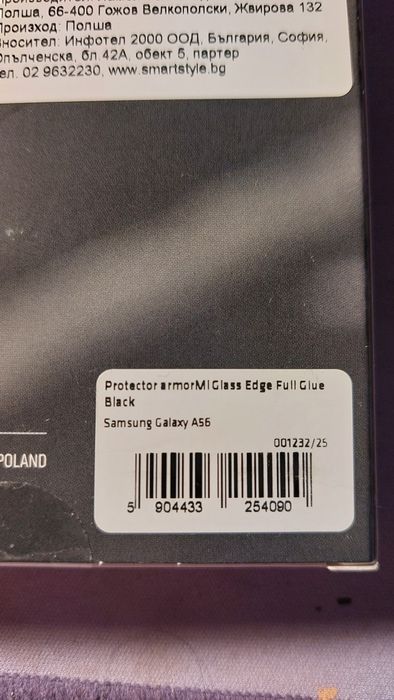 Полша, 66-400 Гожов Велкополски, Жвирова 132
Произход: Полша
Вносител: Инфотел 2000 ООД, България, София,
Опълченска, бл.42А, обект 5, партер
тел. 02 9632230, www.smartstyle.bg
Protector armorMi Glass Edge Full Glue
Black
Samsung Galaxy A56
001232/25
POLAND
5 904433 254090